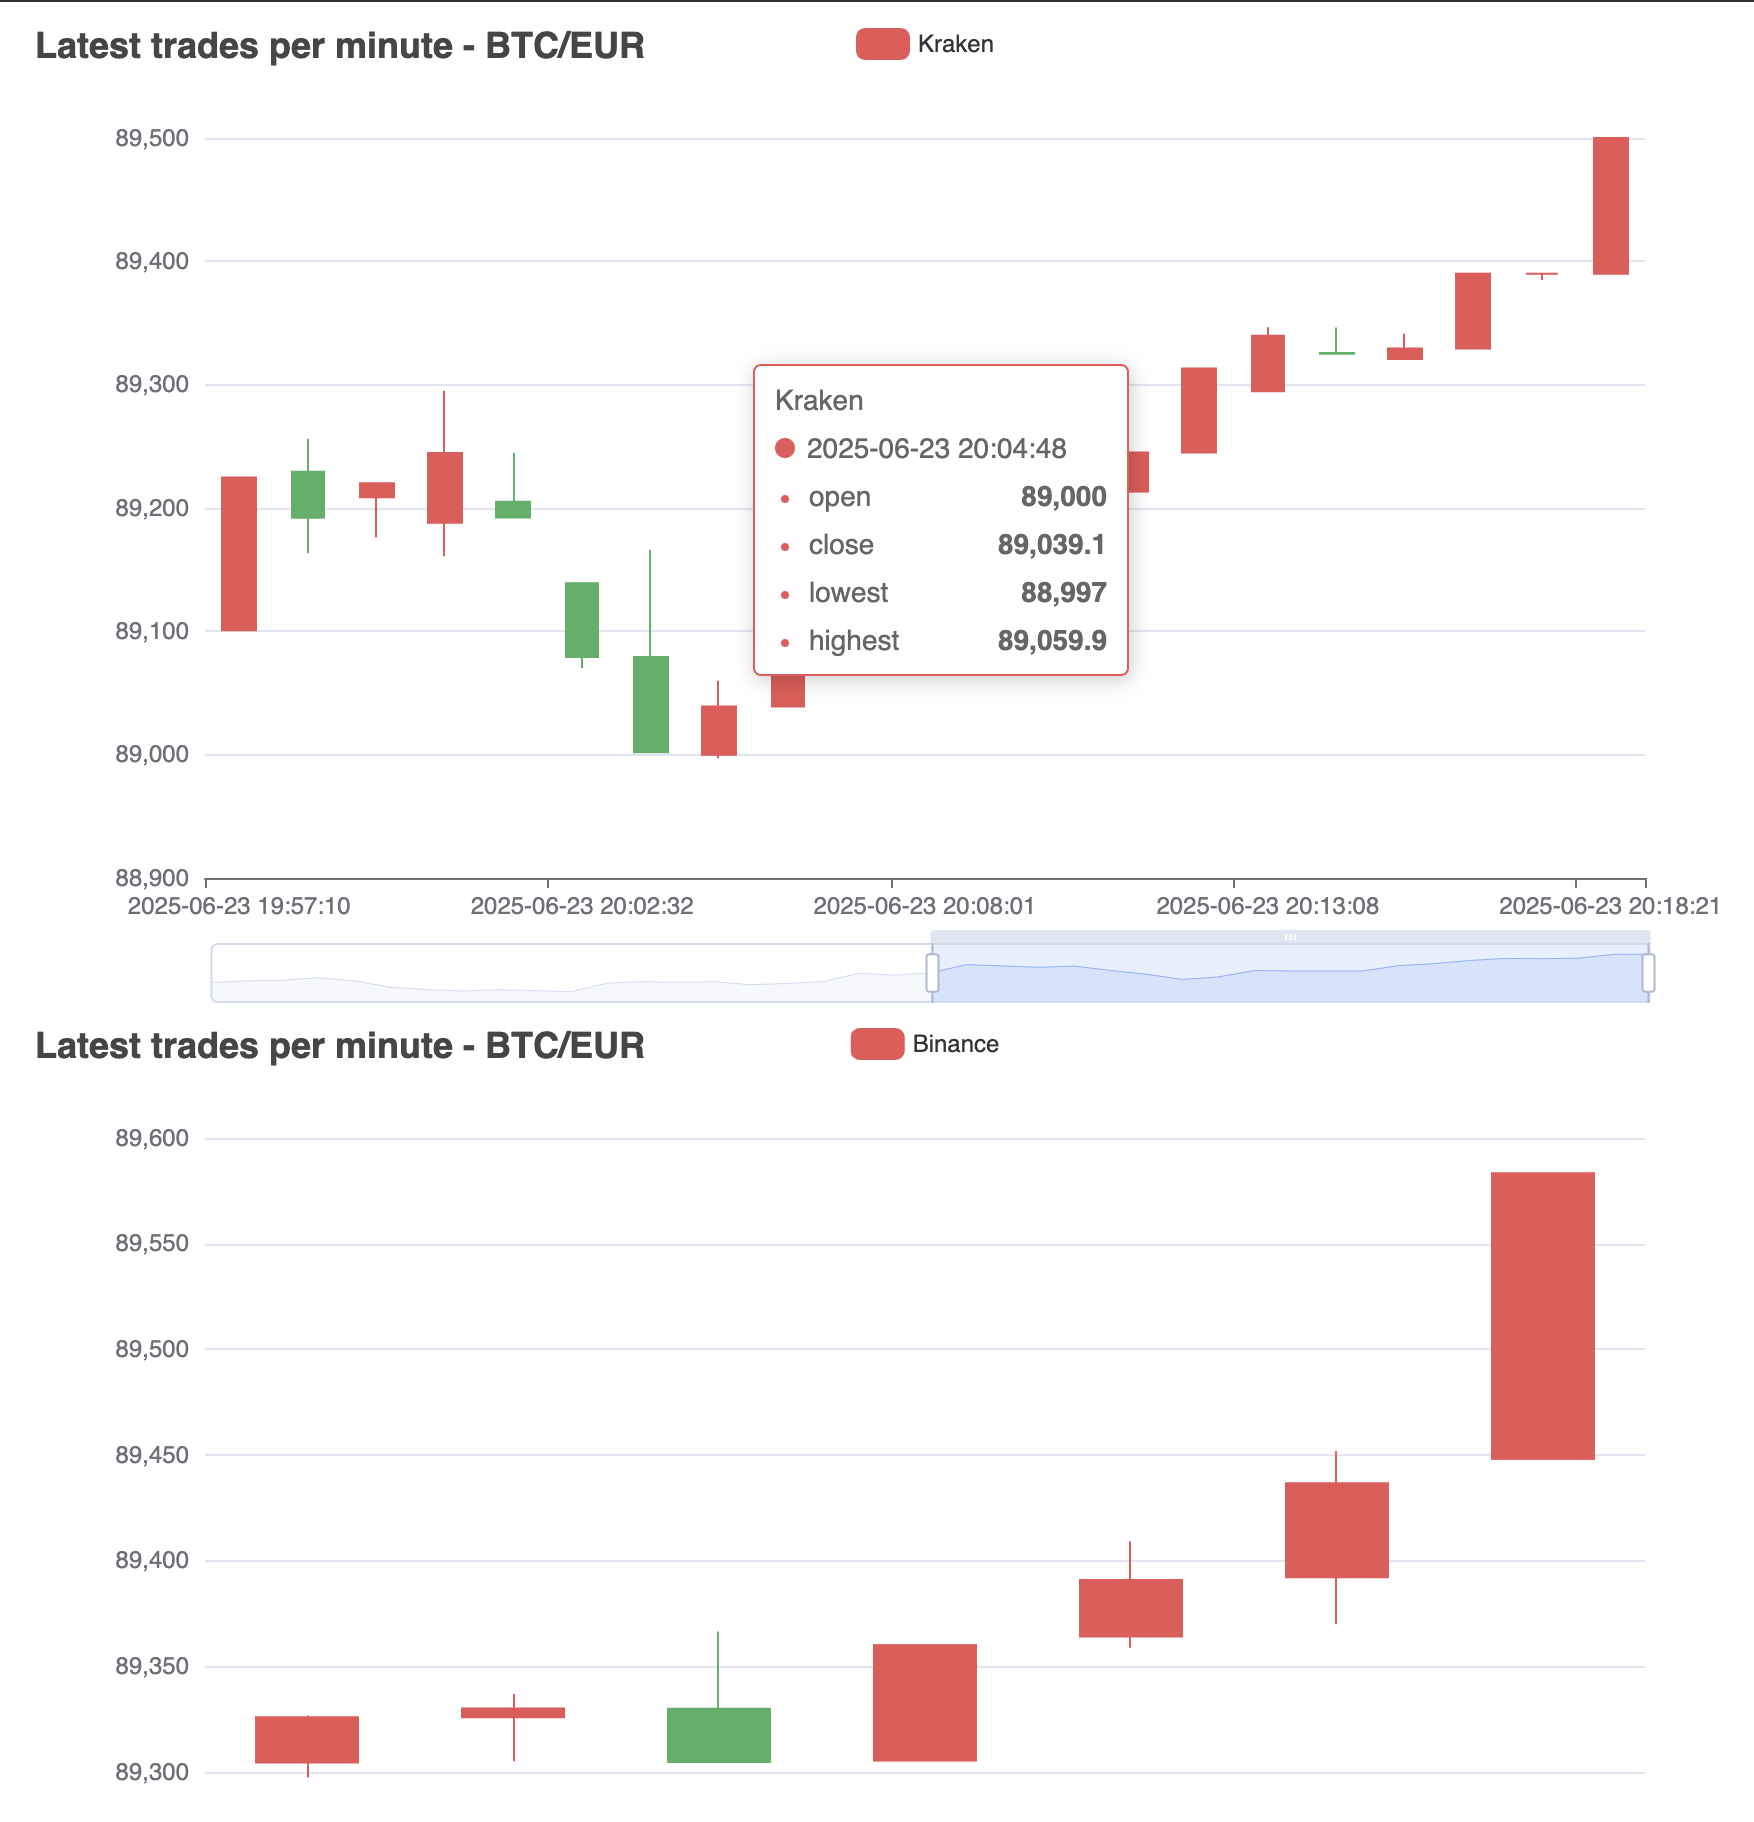 Latest trades per minute - BTC/EUR
Kraken
89,500
89,400
89,300
89,200
89,100
89,000
88,900
Kraken
2025-06-23 20:04:48
open 89,000
close 89,039.1
lowest 88,997
highest 89,059.9
2025-06-23 19:57:10 2025-06-23 20:02:32 2025-06-23 20:08:01 2025-06-23 20:13:08 2025-06-23 20:18:21
Latest trades per minute - BTC/EUR
Binance
89,600
89,550
89,500
89,450
89,400
89,350
89,300